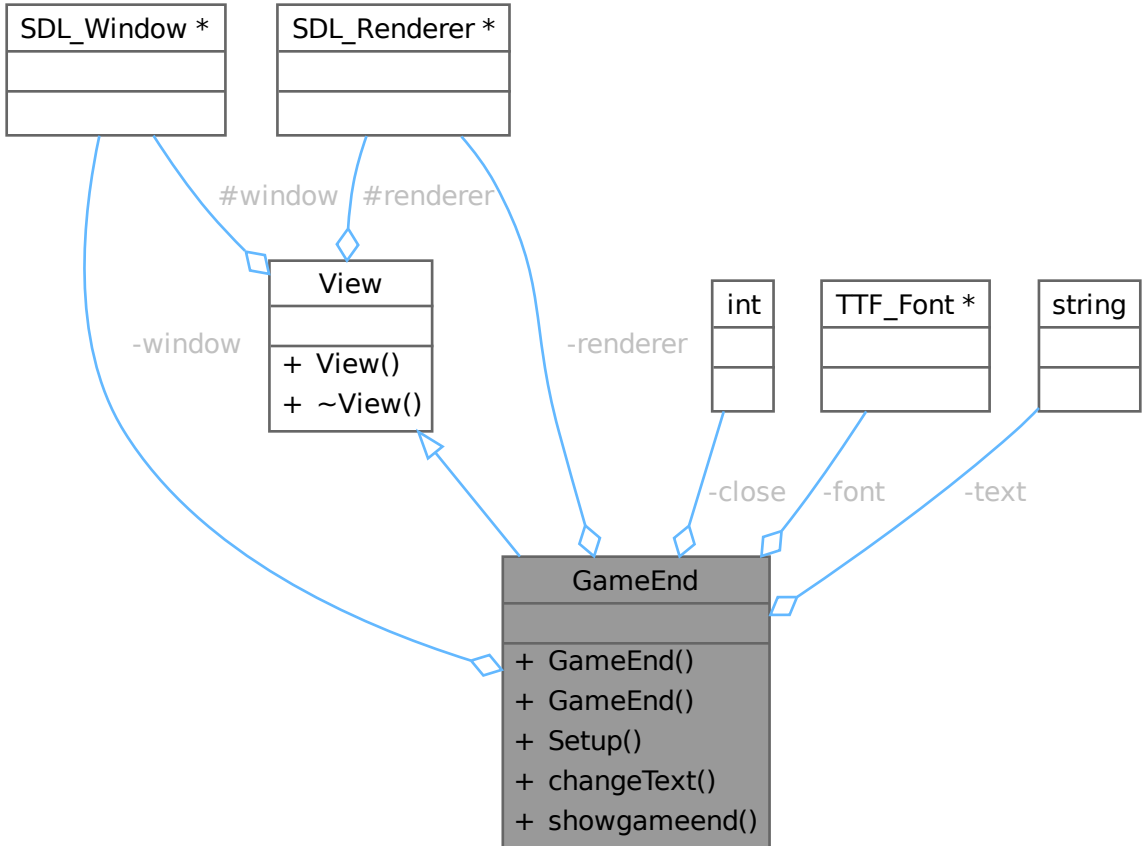 SDL_Window *
SDL_Renderer *
#window
#renderer
View
+ View()
+ ~View()
int
TTF_Font *
string
-window
-renderer
-close
-font
-text
GameEnd
+ GameEnd()
+ GameEnd()
+ Setup()
+ changeText()
+ showgameend()